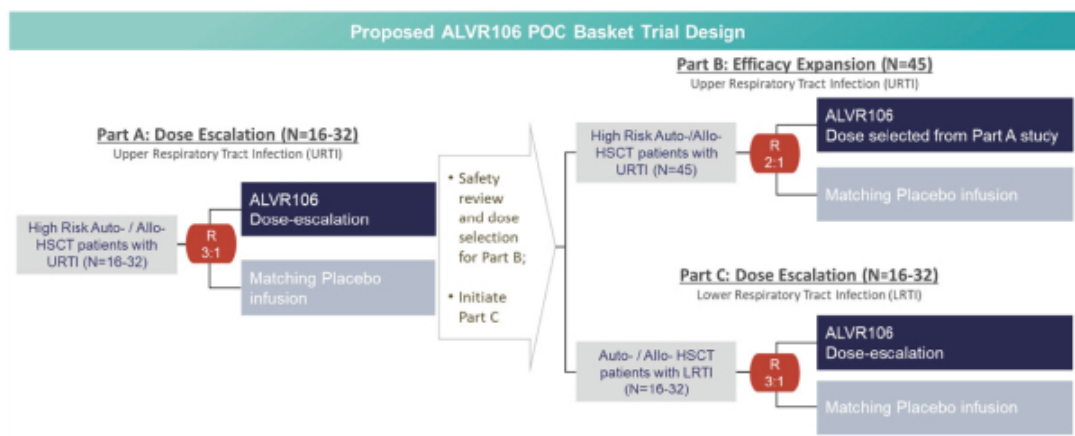 Proposed ALVR106 POC Basket Trial Design
Part A: Dose Escalation (N=16-32)
Upper Respiratory Tract Infection (URTI)
High Risk Auto- / Allo-
HSCT patients with
URTI (N=16-32)
R
3:1
ALVR106
Dose-escalation
Matching Placebo
infusion
• Safety
review
and dose
selection
for Part B;
• Initiate
Part C
Part B: Efficacy Expansion (N=45)
Upper Respiratory Tract Infection (URTI)
High Risk Auto-/Allo-
HSCT patients with
URTI (N=45)
R
2:1
ALVR106
Dose selected from Part A study
Matching Placebo infusion
Part C: Dose Escalation (N=16-32)
Lower Respiratory Tract Infection (LRTI)
Auto- / Allo- HSCT
patients with LRTI
(N=16-32)
R
3:1
ALVR106
Dose-escalation
Matching Placebo infusion